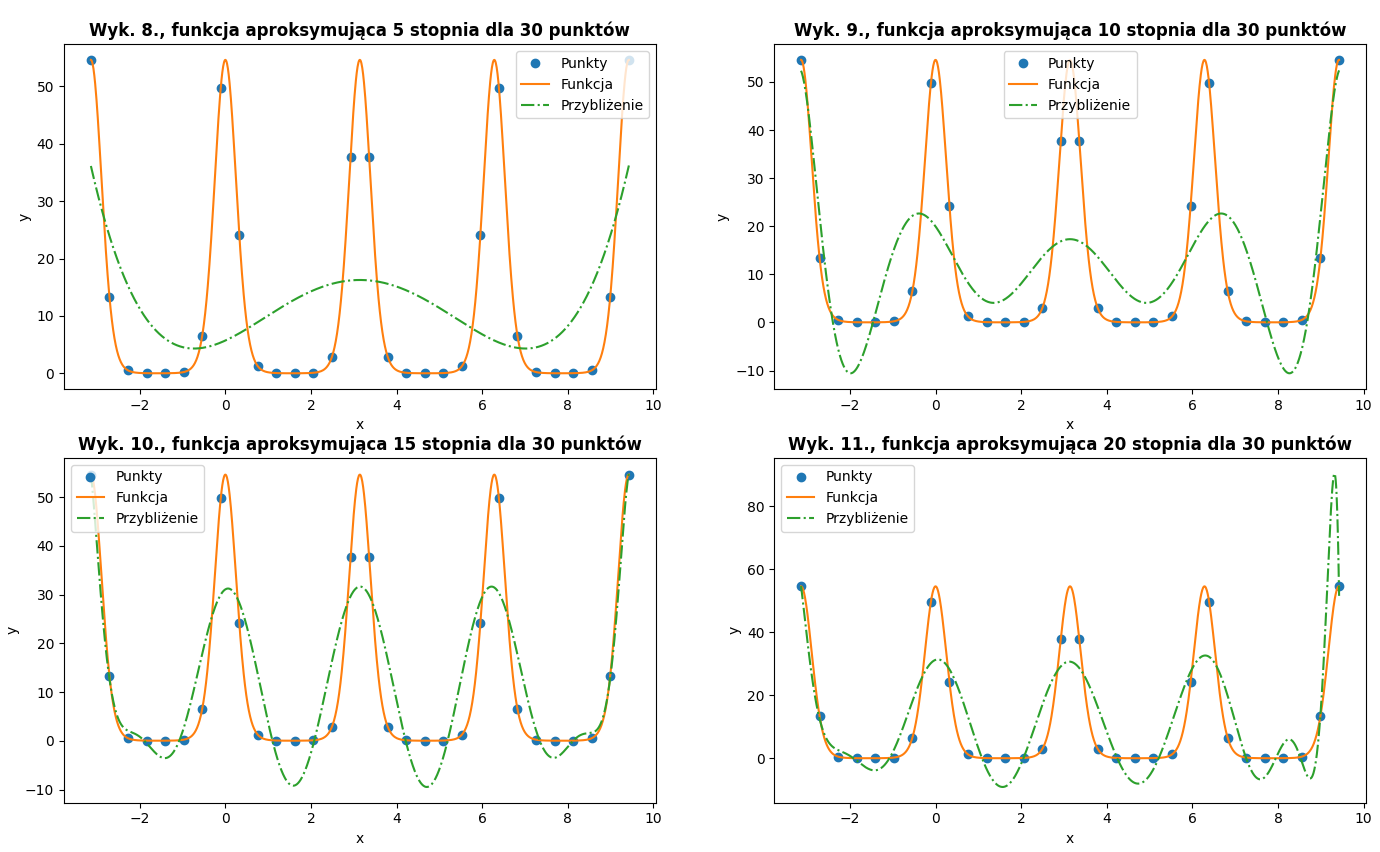 Wyk. 8., funkcja aproksymująca 5 stopnia dla 30 punktów
Punkty
Funkcja
Przybliżenie
y
50
40
30
20
10
0
−2
0
2
4
6
8
10
x
Wyk. 9., funkcja aproksymująca 10 stopnia dla 30 punktów
Punkty
Funkcja
Przybliżenie
y
50
40
30
20
10
0
−10
−2
0
2
4
6
8
10
x
Wyk. 10., funkcja aproksymująca 15 stopnia dla 30 punktów
Punkty
Funkcja
Przybliżenie
y
50
40
30
20
10
0
−10
−2
0
2
4
6
8
10
x
Wyk. 11., funkcja aproksymująca 20 stopnia dla 30 punktów
Punkty
Funkcja
Przybliżenie
y
80
60
40
20
0
−2
0
2
4
6
8
10
x